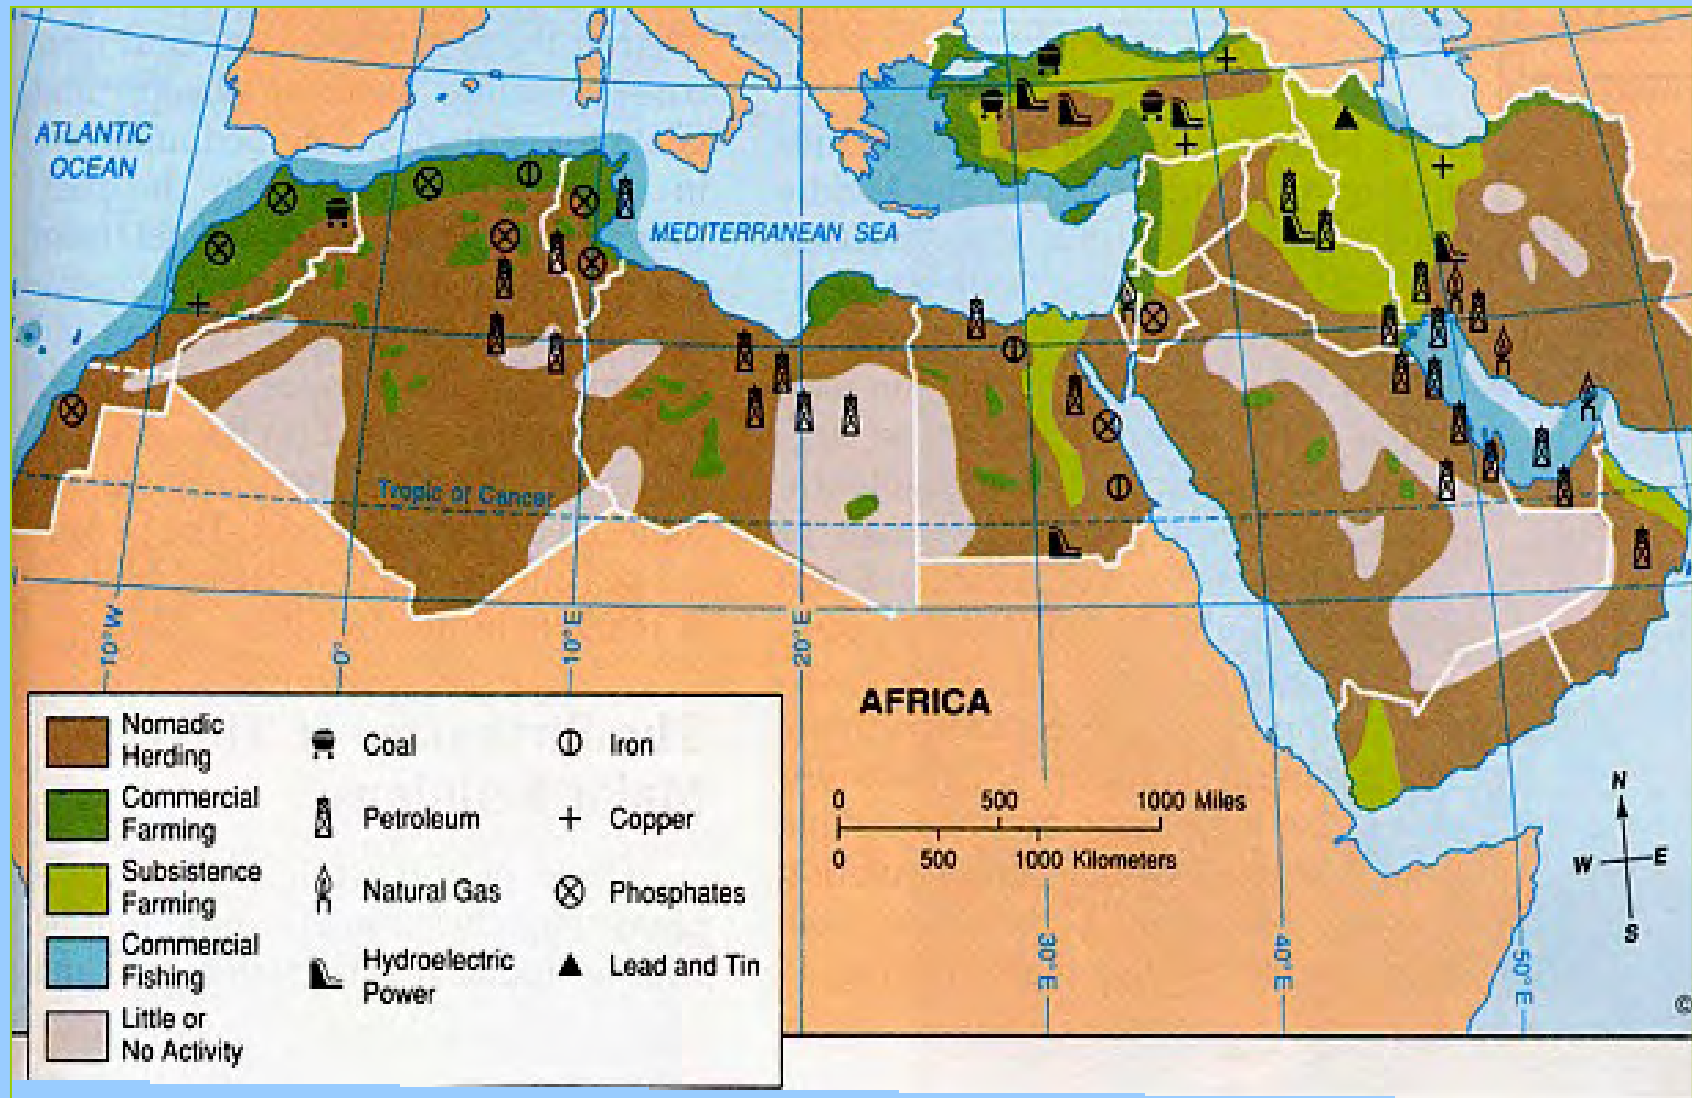 ATLANTIC
OCEAN
MEDITERRANEAN SEA
Tropic of Cancer
10°W
0°
10°E
20°E
AFRICA
30°E
40°E
50°E
0 500 1000 Miles
0 500 1000 Kilometers
N
W E
S
©
Nomadic
Herding
Commercial
Farming
Subsistence
Farming
Commercial
Fishing
Little or
No Activity
Coal
Petroleum
Natural Gas
Hydroelectric
Power
Iron
Copper
Phosphates
Lead and Tin